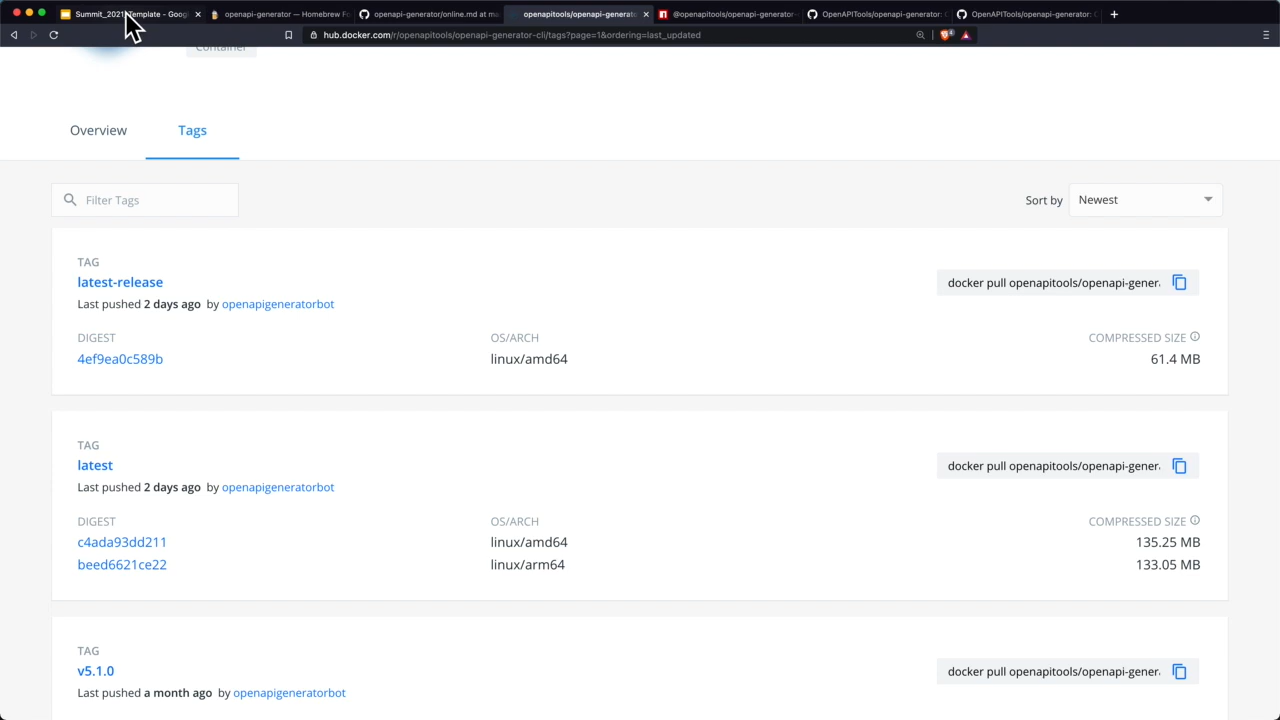 Summit_2021 Template - Googl
openapi-generator — Homebrew Fo
openapi-generator/online.md at ma
openapitools/openapi-generato
@openapitools/openapi-generator-
OpenAPITools/openapi-generator: C
OpenAPITools/openapi-generator: C
hub.docker.com/r/openapitools/openapi-generator-cli/tags?page=1&ordering=last_updated
Container
Overview
Tags
Filter Tags
Sort by
Newest
TAG
latest-release
docker pull openapitools/openapi-gener
Last pushed 2 days ago by openapigeneratorbot
DIGEST
OS/ARCH
COMPRESSED SIZE
4ef9ea0c589b
linux/amd64
61.4 MB
TAG
latest
docker pull openapitools/openapi-gener
Last pushed 2 days ago by openapigeneratorbot
DIGEST
OS/ARCH
COMPRESSED SIZE
c4ada93dd211
linux/amd64
135.25 MB
beed6621ce22
linux/arm64
133.05 MB
TAG
v5.1.0
docker pull openapitools/openapi-gener
Last pushed a month ago by openapigeneratorbot